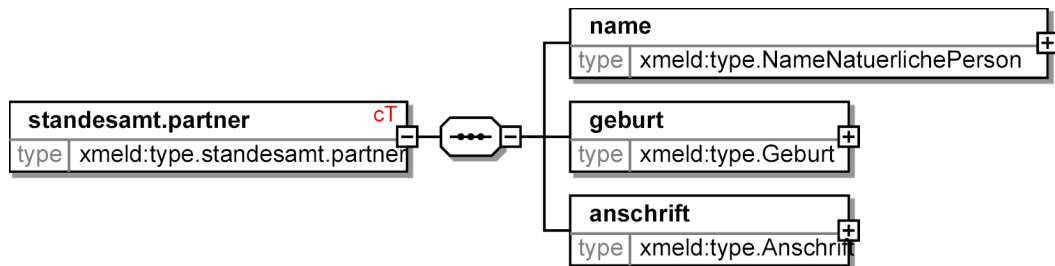 name
type xmeld:type.NameNatuerlichePerson
standesamt.partner cT
type xmeld:type.standesamt.partner
geburt
type xmeld:type.Geburt
anschrift
type xmeld:type.Anschrift